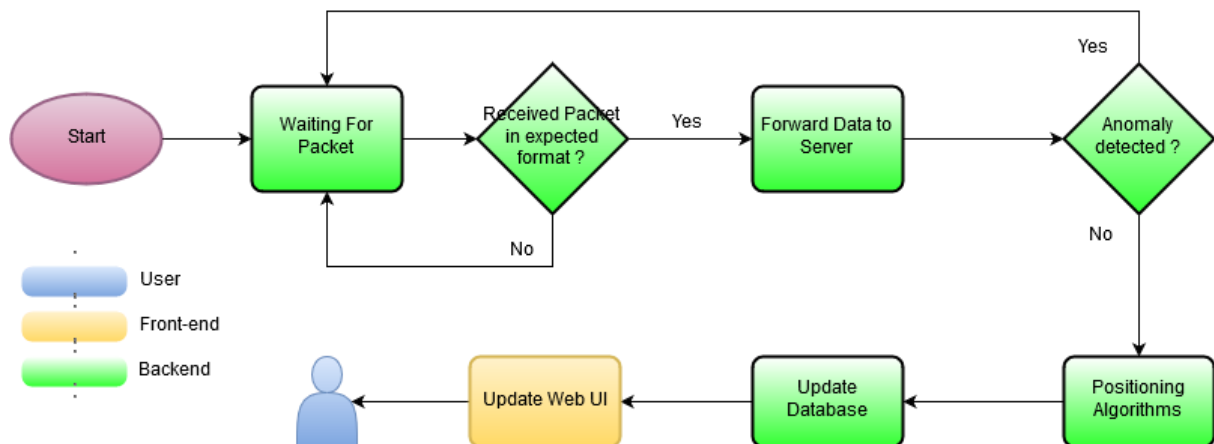 Yes
Start
Waiting For
Packet
Received Packet
in expected
format ?
Yes
Forward Data to
Server
Anomaly
detected ?
No
No
User
Front-end
Backend
Update Web UI
Update
Database
Positioning
Algorithms